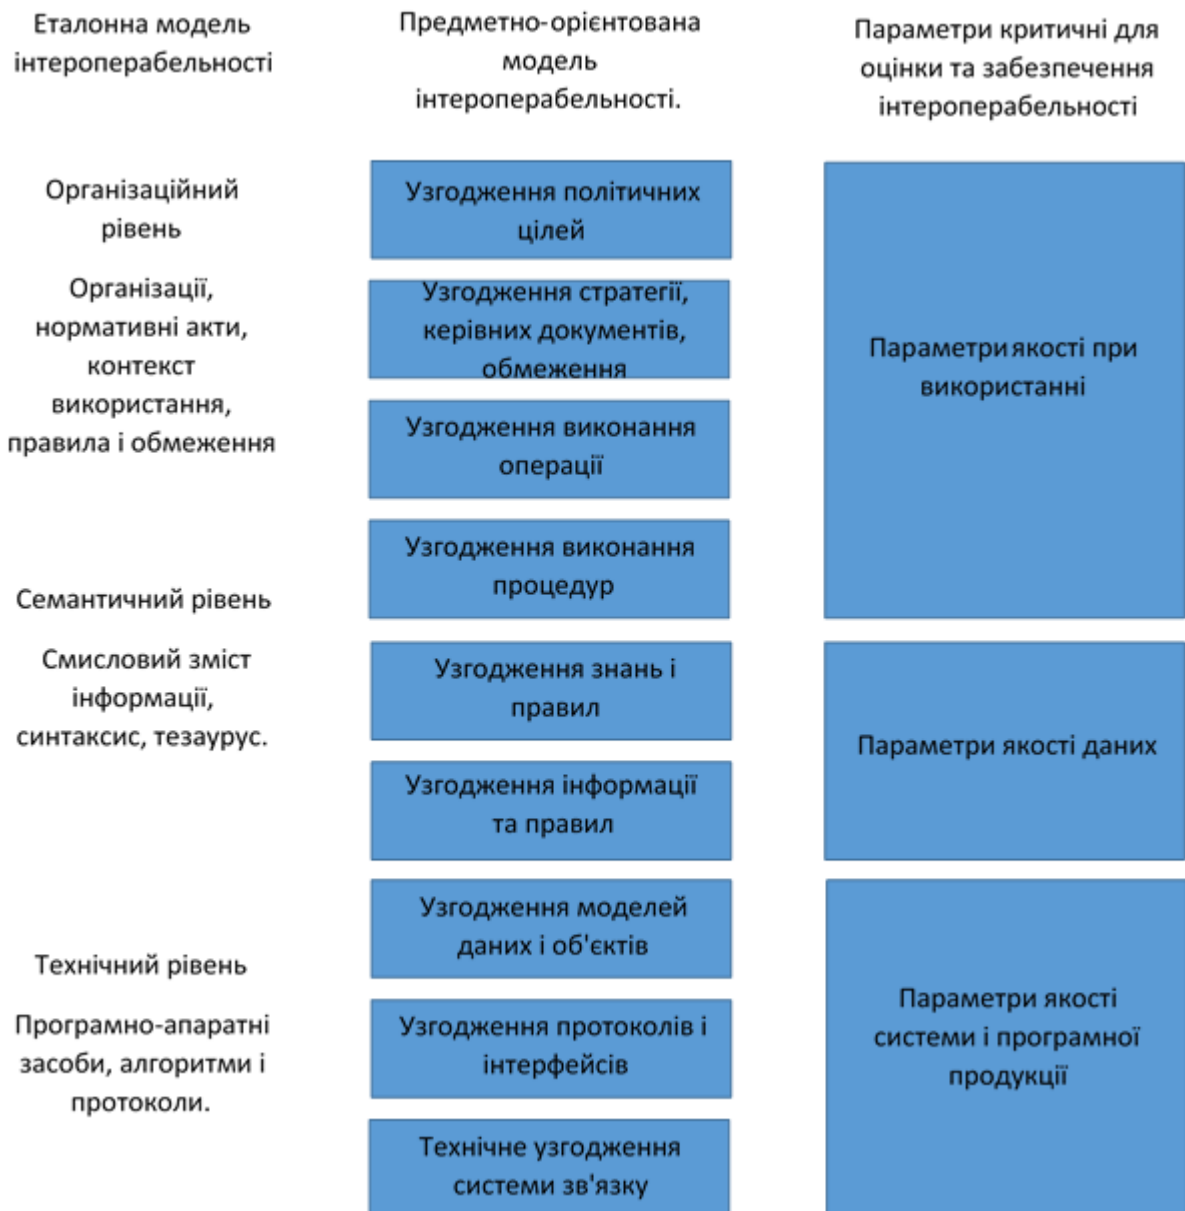 Еталонна модель
інтероперабельності
Предметно-орієнтована
модель
інтероперабельності.
Параметри критичні для
оцінки та забезпечення
інтероперабельності
Організаційний
рівень
Організації,
нормативні акти,
контекст
використання,
правила і обмеження
Семантичний рівень
Смисловий зміст
інформації,
синтаксис, тезаурус.
Технічний рівень
Програмно-апаратні
засоби, алгоритми і
протоколи.
Узгодження політичних
цілей
Узгодження стратегії,
керівних документів,
обмеження
Узгодження виконання
операції
Узгодження виконання
процедур
Узгодження знань і
правил
Узгодження інформації
та правил
Узгодження моделей
даних і об'єктів
Узгодження протоколів і
інтерфейсів
Технічне узгодження
системи зв'язку
Параметри якості при
використанні
Параметри якості даних
Параметри якості
системи і програмної
продукції